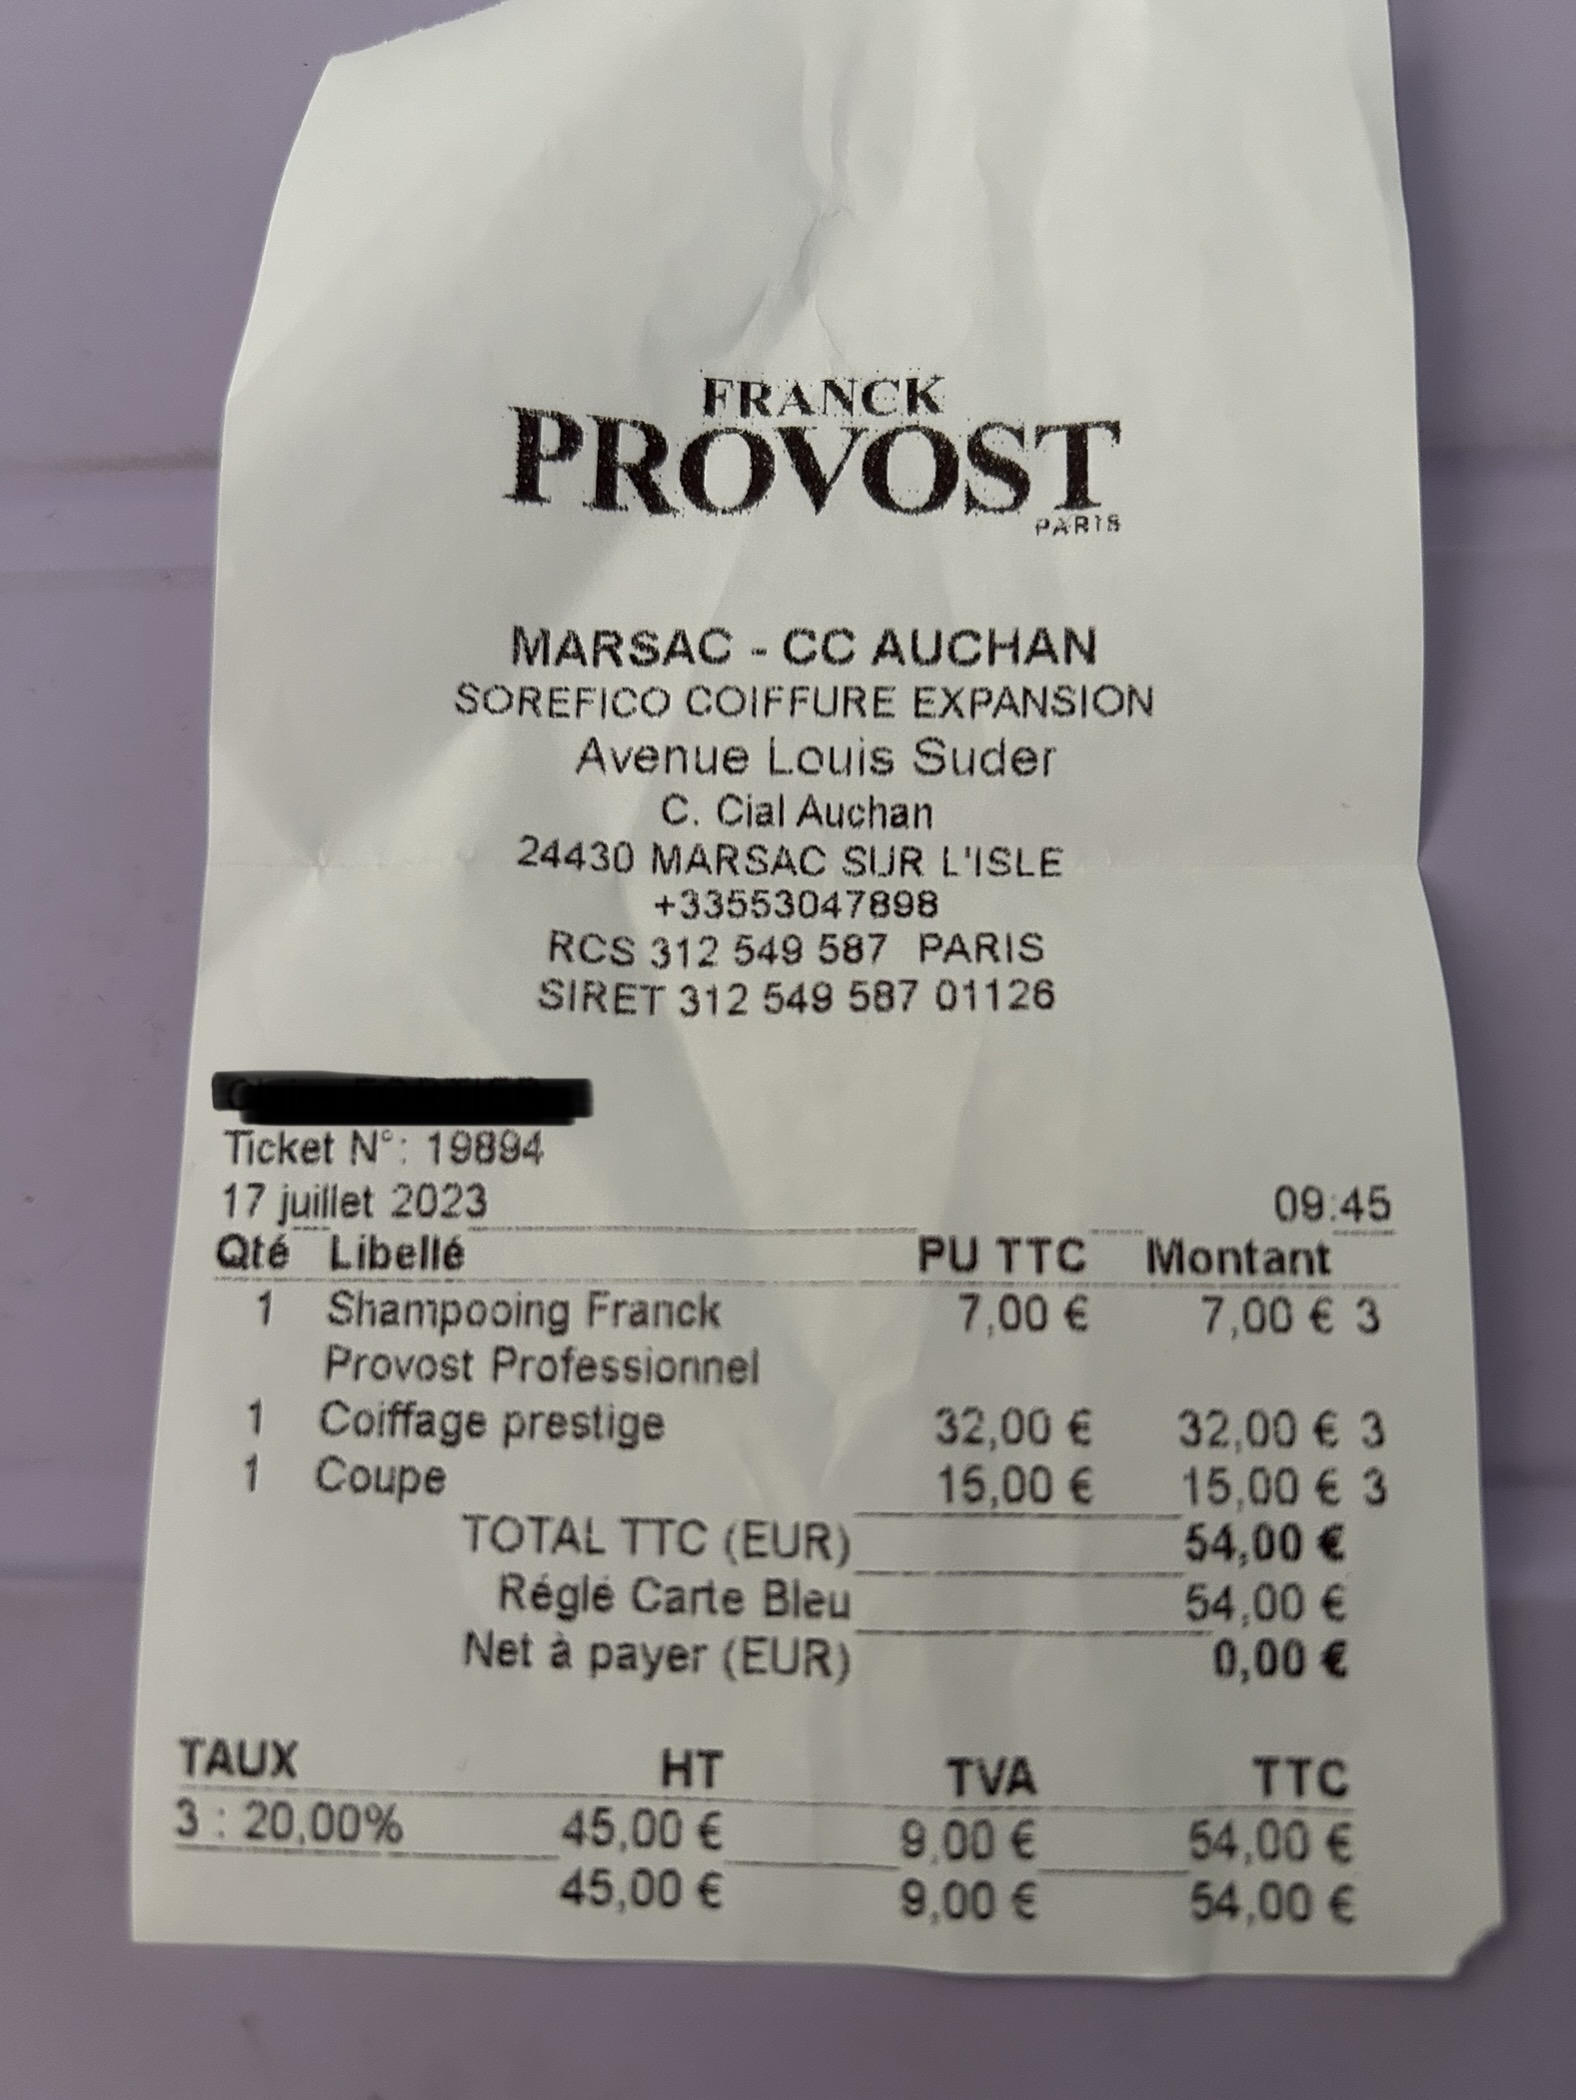 FRANCK
PROVOST
PARIS
MARSAC - CC AUCHAN
SOREFICO COIFFURE EXPANSION
Avenue Louis Suder
C. Cial Auchan
24430 MARSAC SUR L'ISLE
+33553047898
RCS 312 549 587 PARIS
SIRET 312 549 587 01126
Ticket N°: 19894
17 juillet 2023 09:45
Qté Libellé PU TTC Montant
1 Shampooing Franck 7,00 € 7,00 € 3
Provost Professionnel
1 Coiffage prestige 32,00 € 32,00 € 3
1 Coupe 15,00 € 15,00 € 3
TOTAL TTC (EUR) 54,00 €
Réglé Carte Bleu 54,00 €
Net à payer (EUR) 0,00 €
TAUX HT TVA TTC
3 : 20,00% 45,00 € 9,00 € 54,00 €
45,00 € 9,00 € 54,00 €